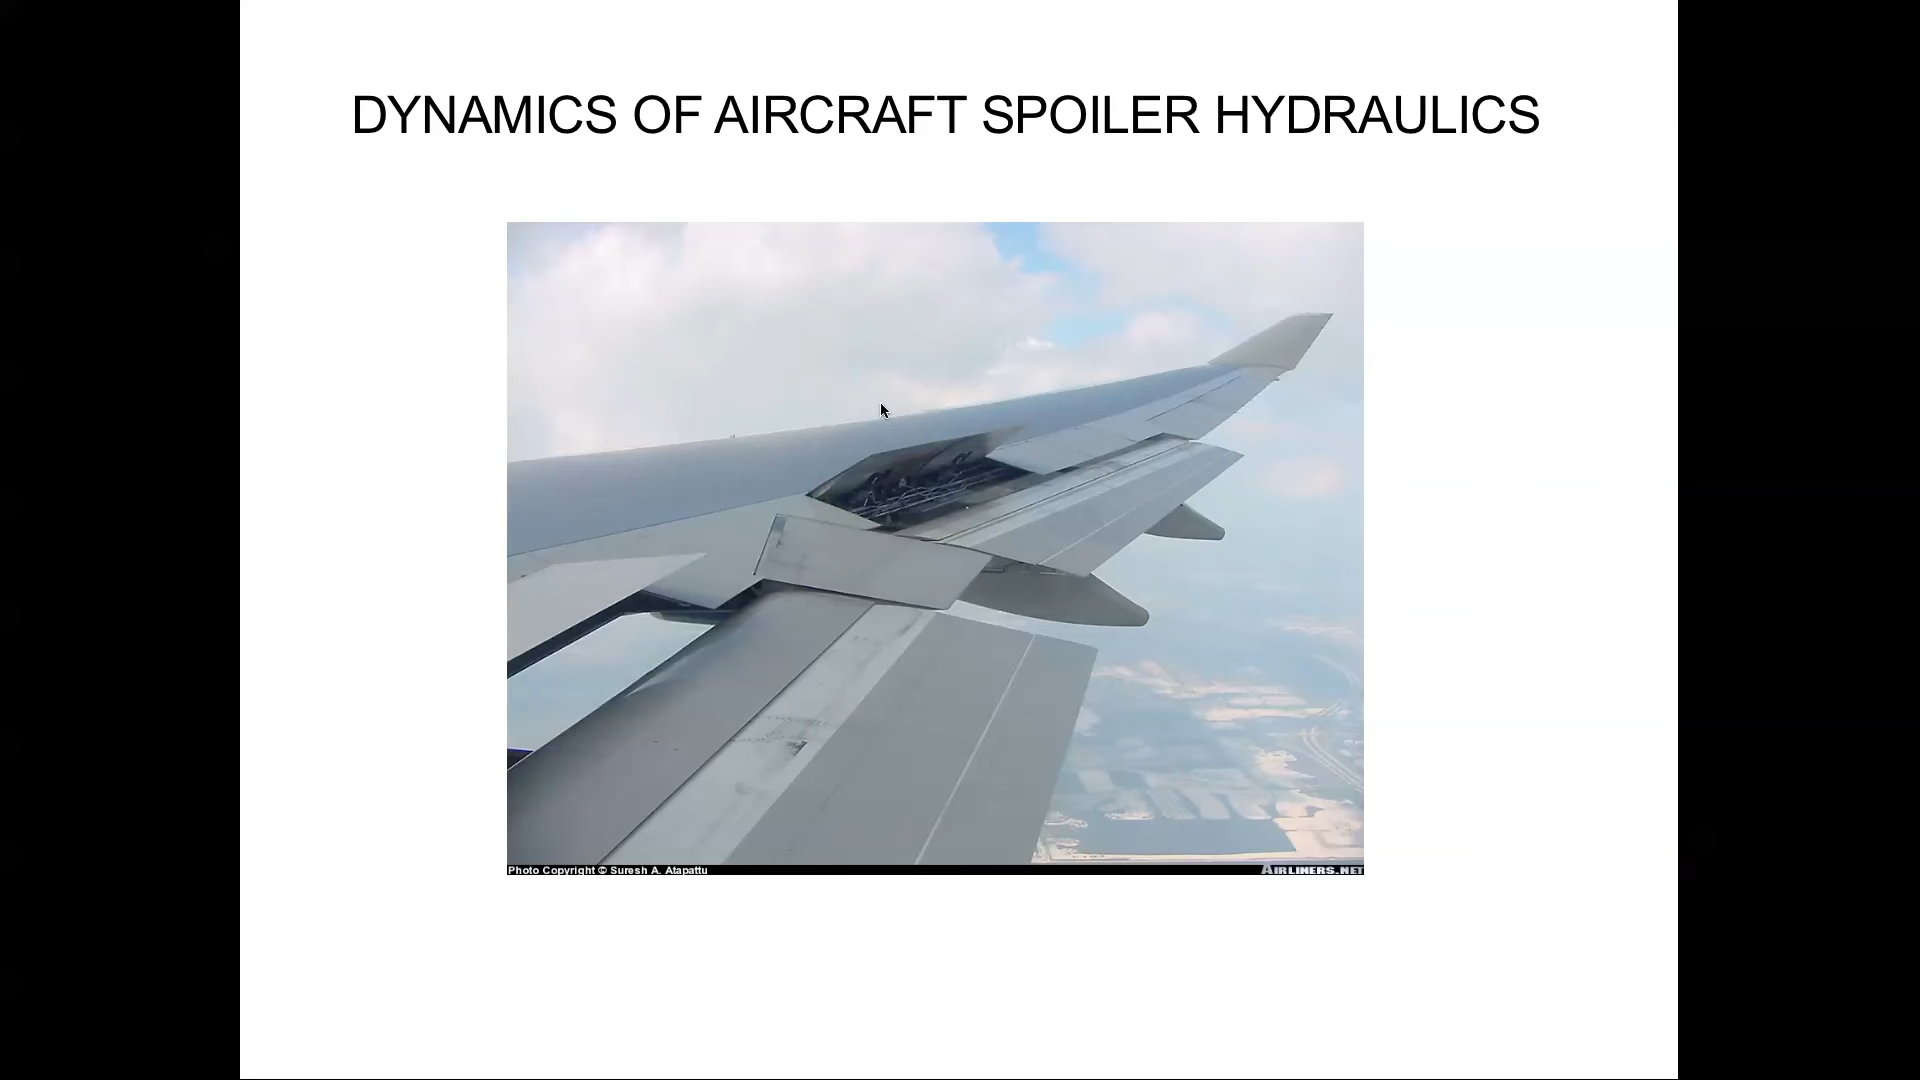 DYNAMICS OF AIRCRAFT SPOILER HYDRAULICS
Photo Copyright © Suresh A. Atapattu
AIRLINERS.NET